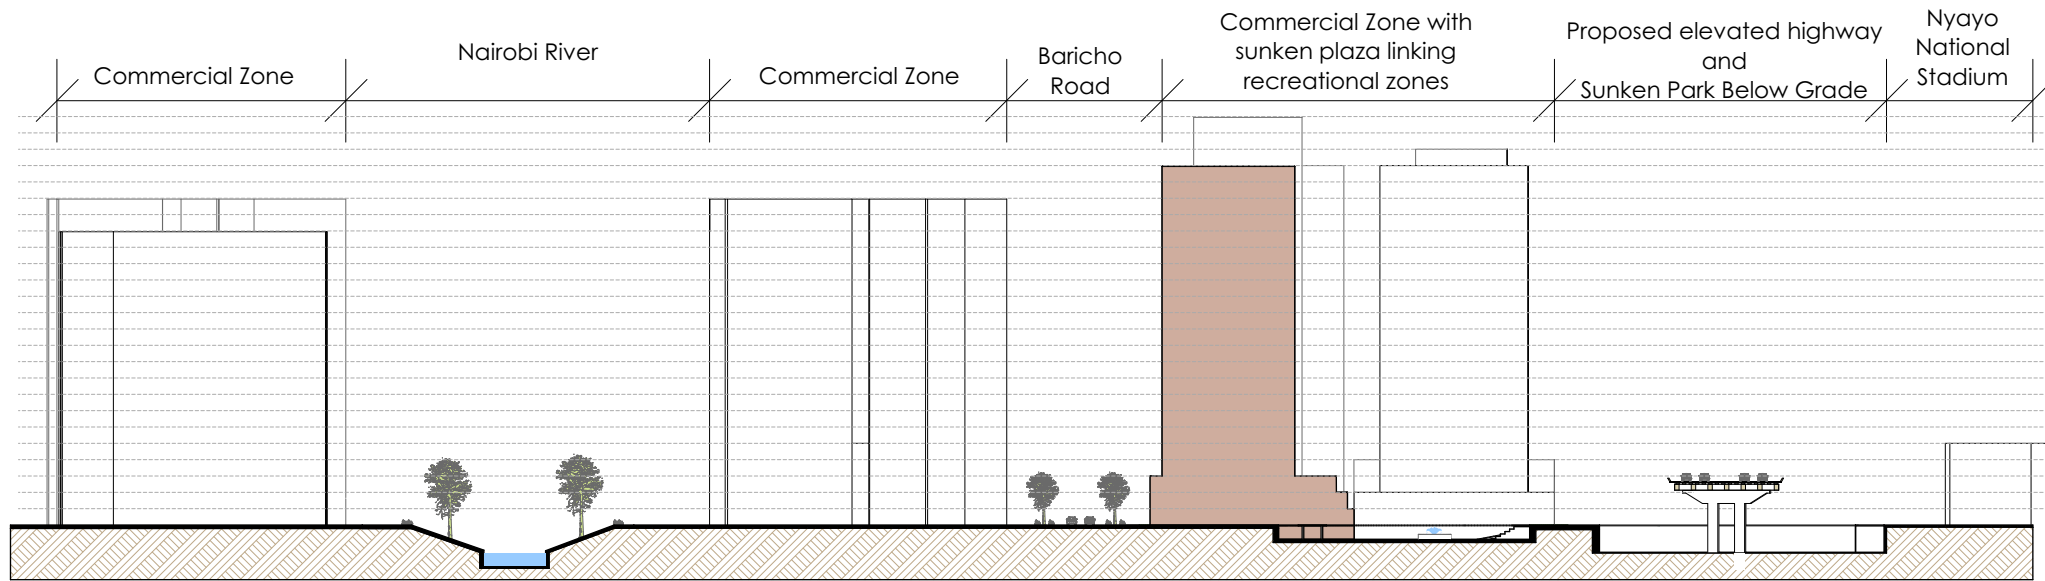 Commercial Zone
Nairobi River
Commercial Zone
Baricho
Road
Commercial Zone with
sunken plaza linking
recreational zones
Proposed elevated highway
and
Sunken Park Below Grade
Nyayo
National
Stadium